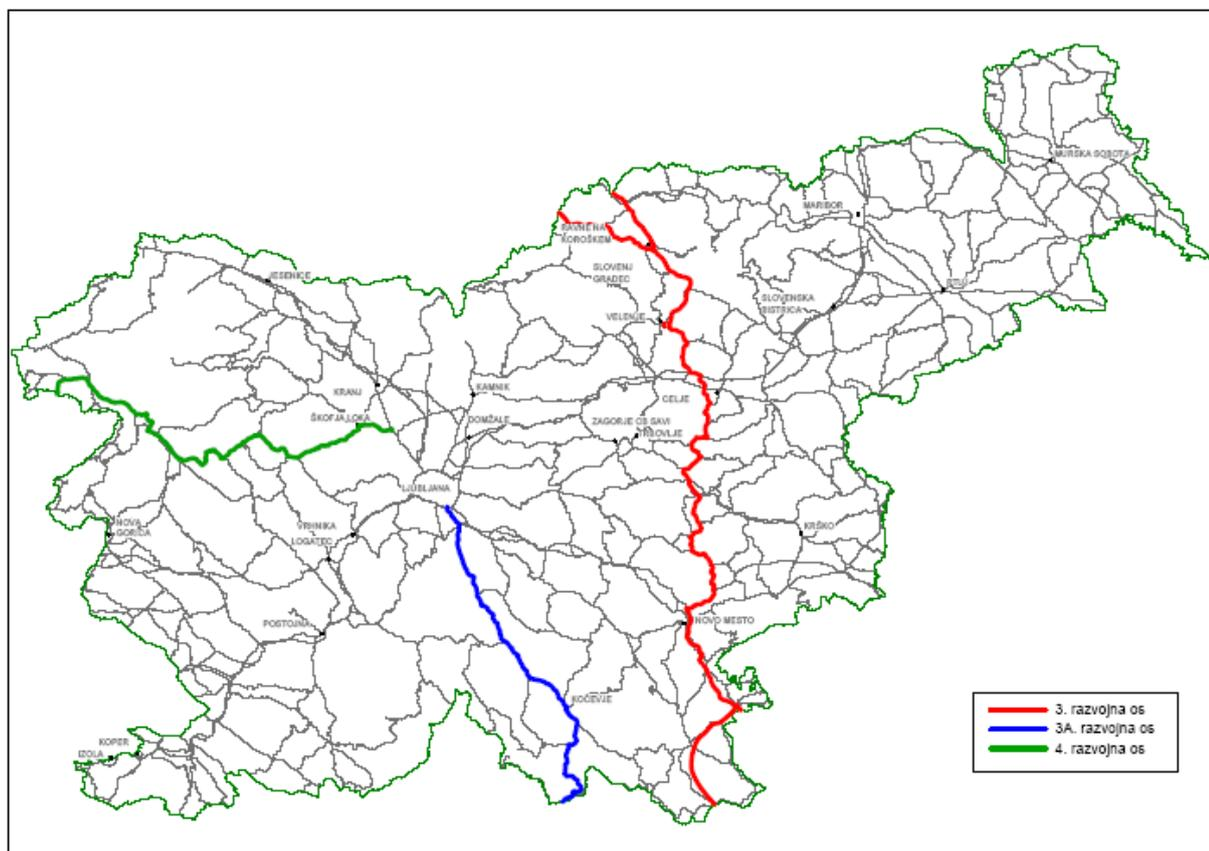 MURSKA SOBOTA
MARIBOR
RAVNE NA
KOROŠKEM
SLOVENJ
GRADEC
JESENICE
PTUJ
SLOVENSKA
BISTRICA
VELENJE
KRANJ
KAMNIK
CELJE
ŠKOFJA LOKA
DOMŽALE
ZAGORJE OB SAVI
TRBOVLJE
LJUBLJANA
NOVA
GORICA
VRHNIKA
LOGATEC
KRŠKO
POSTOJNA
NOVO MESTO
KOČEVJE
KOPER
IZOLA
3. razvojna os
3A. razvojna os
4. razvojna os